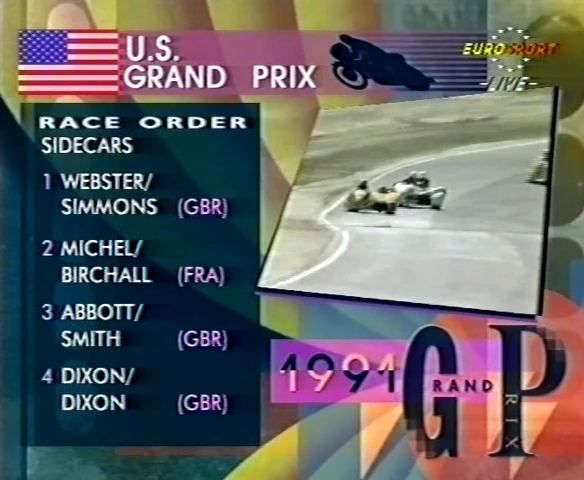 U.S.
GRAND PRIX
EUROSPORT
-LIVE-
RACE ORDER
SIDECARS
1 WEBSTER/
SIMMONS (GBR)
2 MICHEL/
BIRCHALL (FRA)
3 ABBOTT/
SMITH (GBR)
4 DIXON/
DIXON (GBR)
1991 GRAND PRIX